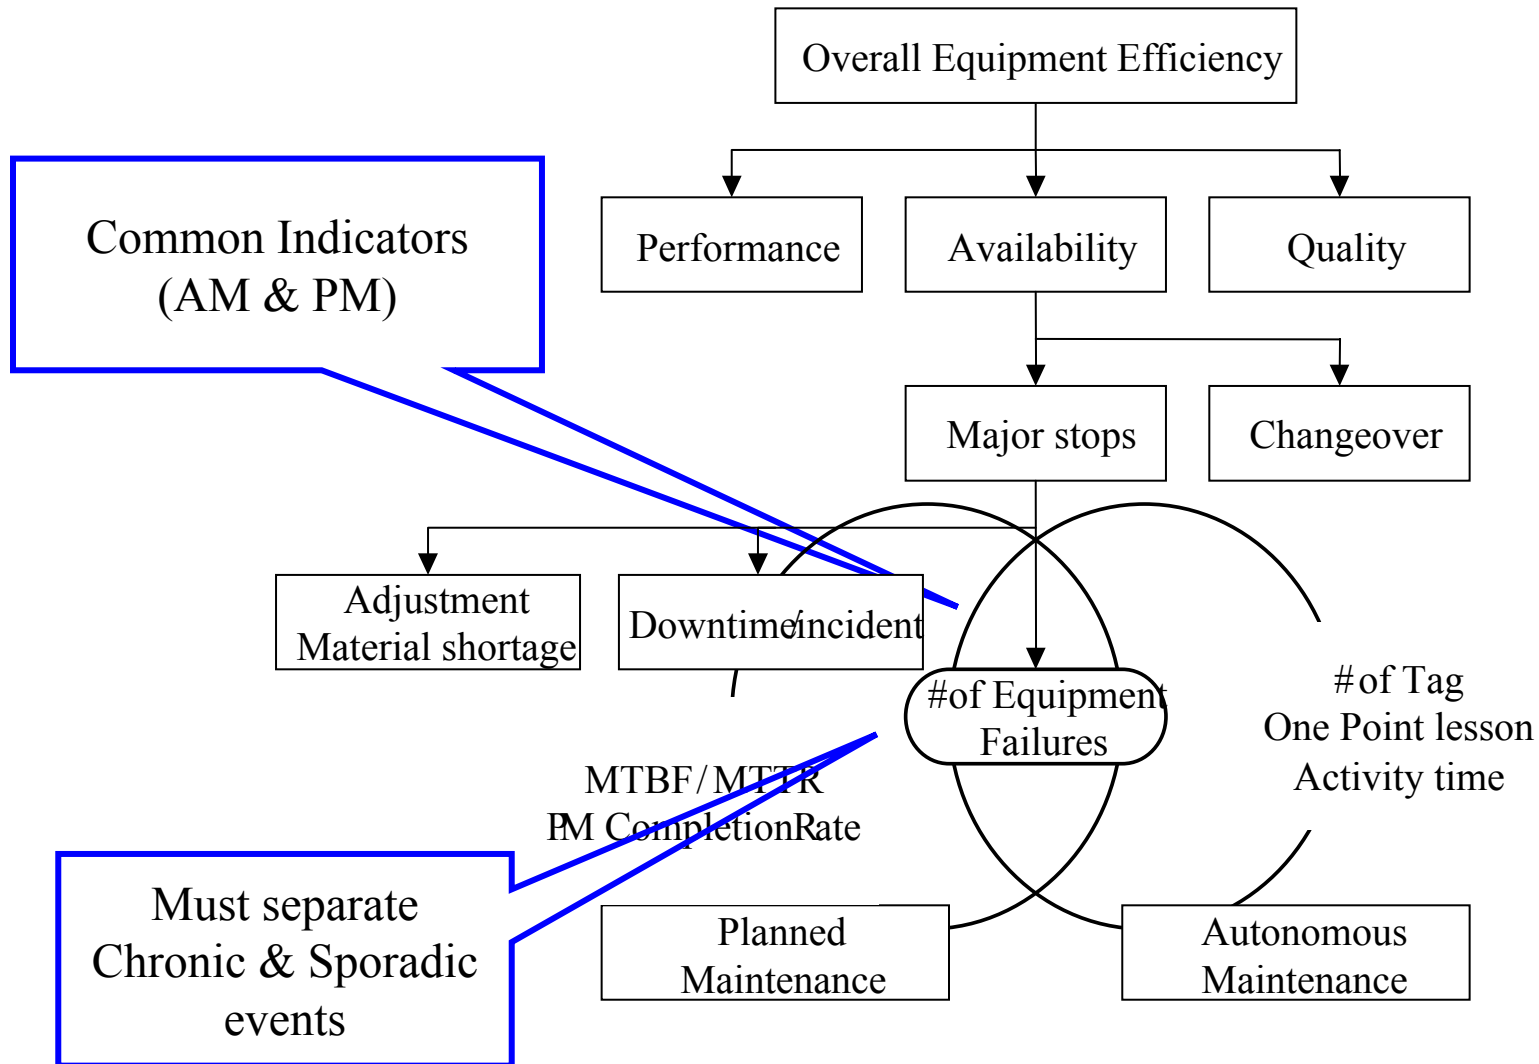 Overall Equipment Efficiency
Common Indicators
(AM & PM)
Performance
Availability
Quality
Major stops
Changeover
Adjustment
Material shortage
Downtime/incident
#of Equipment
Failures
#of Tag
One Point lesson
Activity time
MTBF/MTTR
PM CompletionRate
Must separate
Chronic & Sporadic
events
Planned
Maintenance
Autonomous
Maintenance